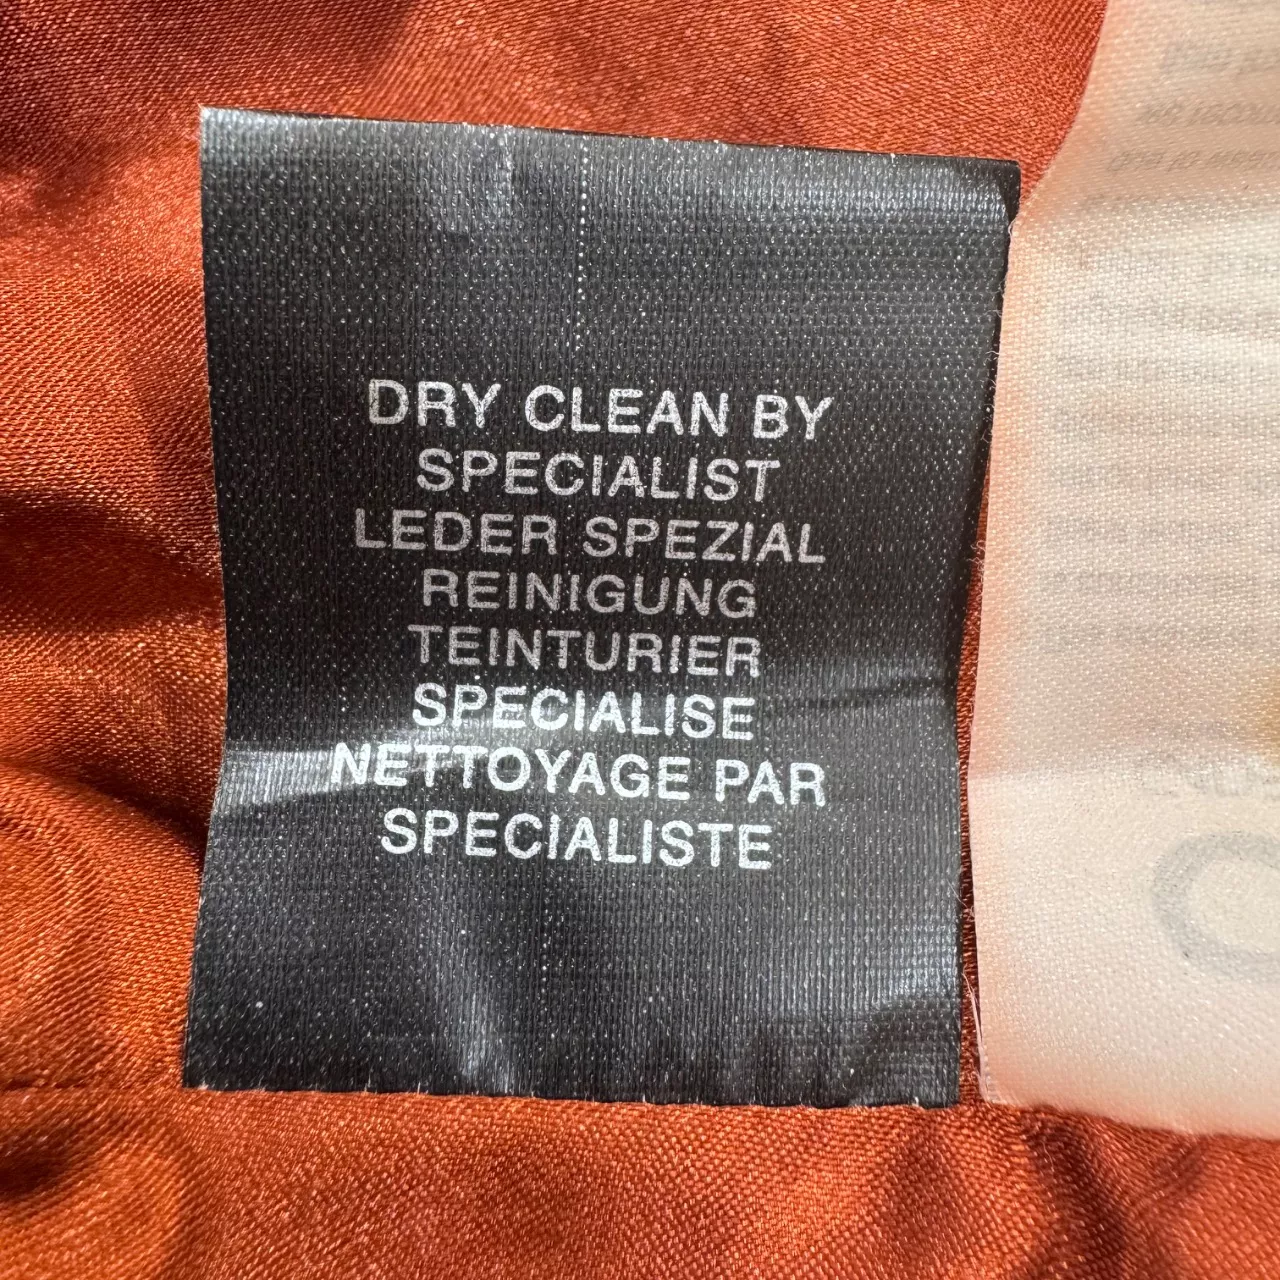 DRY CLEAN BY
SPECIALIST
LEDER SPEZIAL
REINIGUNG
TEINTURIER
SPECIALISE
NETTOYAGE PAR
SPECIALISTE